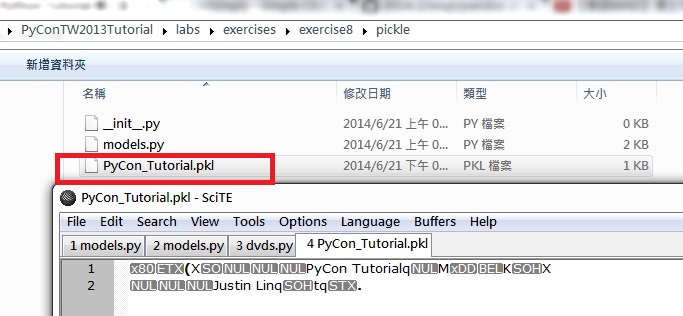 PyConTW2013Tutorial ▸ labs ▸ exercises ▸ exercise8 ▸ pickle
新增資料夾
名稱 修改日期 類型 大小
__init__.py 2014/6/21 上午 0... PY 檔案 0 KB
models.py 2014/6/21 上午 0... PY 檔案 2 KB
PyCon_Tutorial.pkl 2014/6/21 下午 0... PKL 檔案 1 KB
PyCon_Tutorial.pkl - SciTE
File Edit Search View Tools Options Language Buffers Help
1 models.py 2 models.py 3 dvds.py 4 PyCon_Tutorial.pkl
1 x80ETX(XSONULNULNULPyCon TutorialqNULMxDDBELKSOHX
2 NULNULNULNULJustin LinqSOHtqSTX.